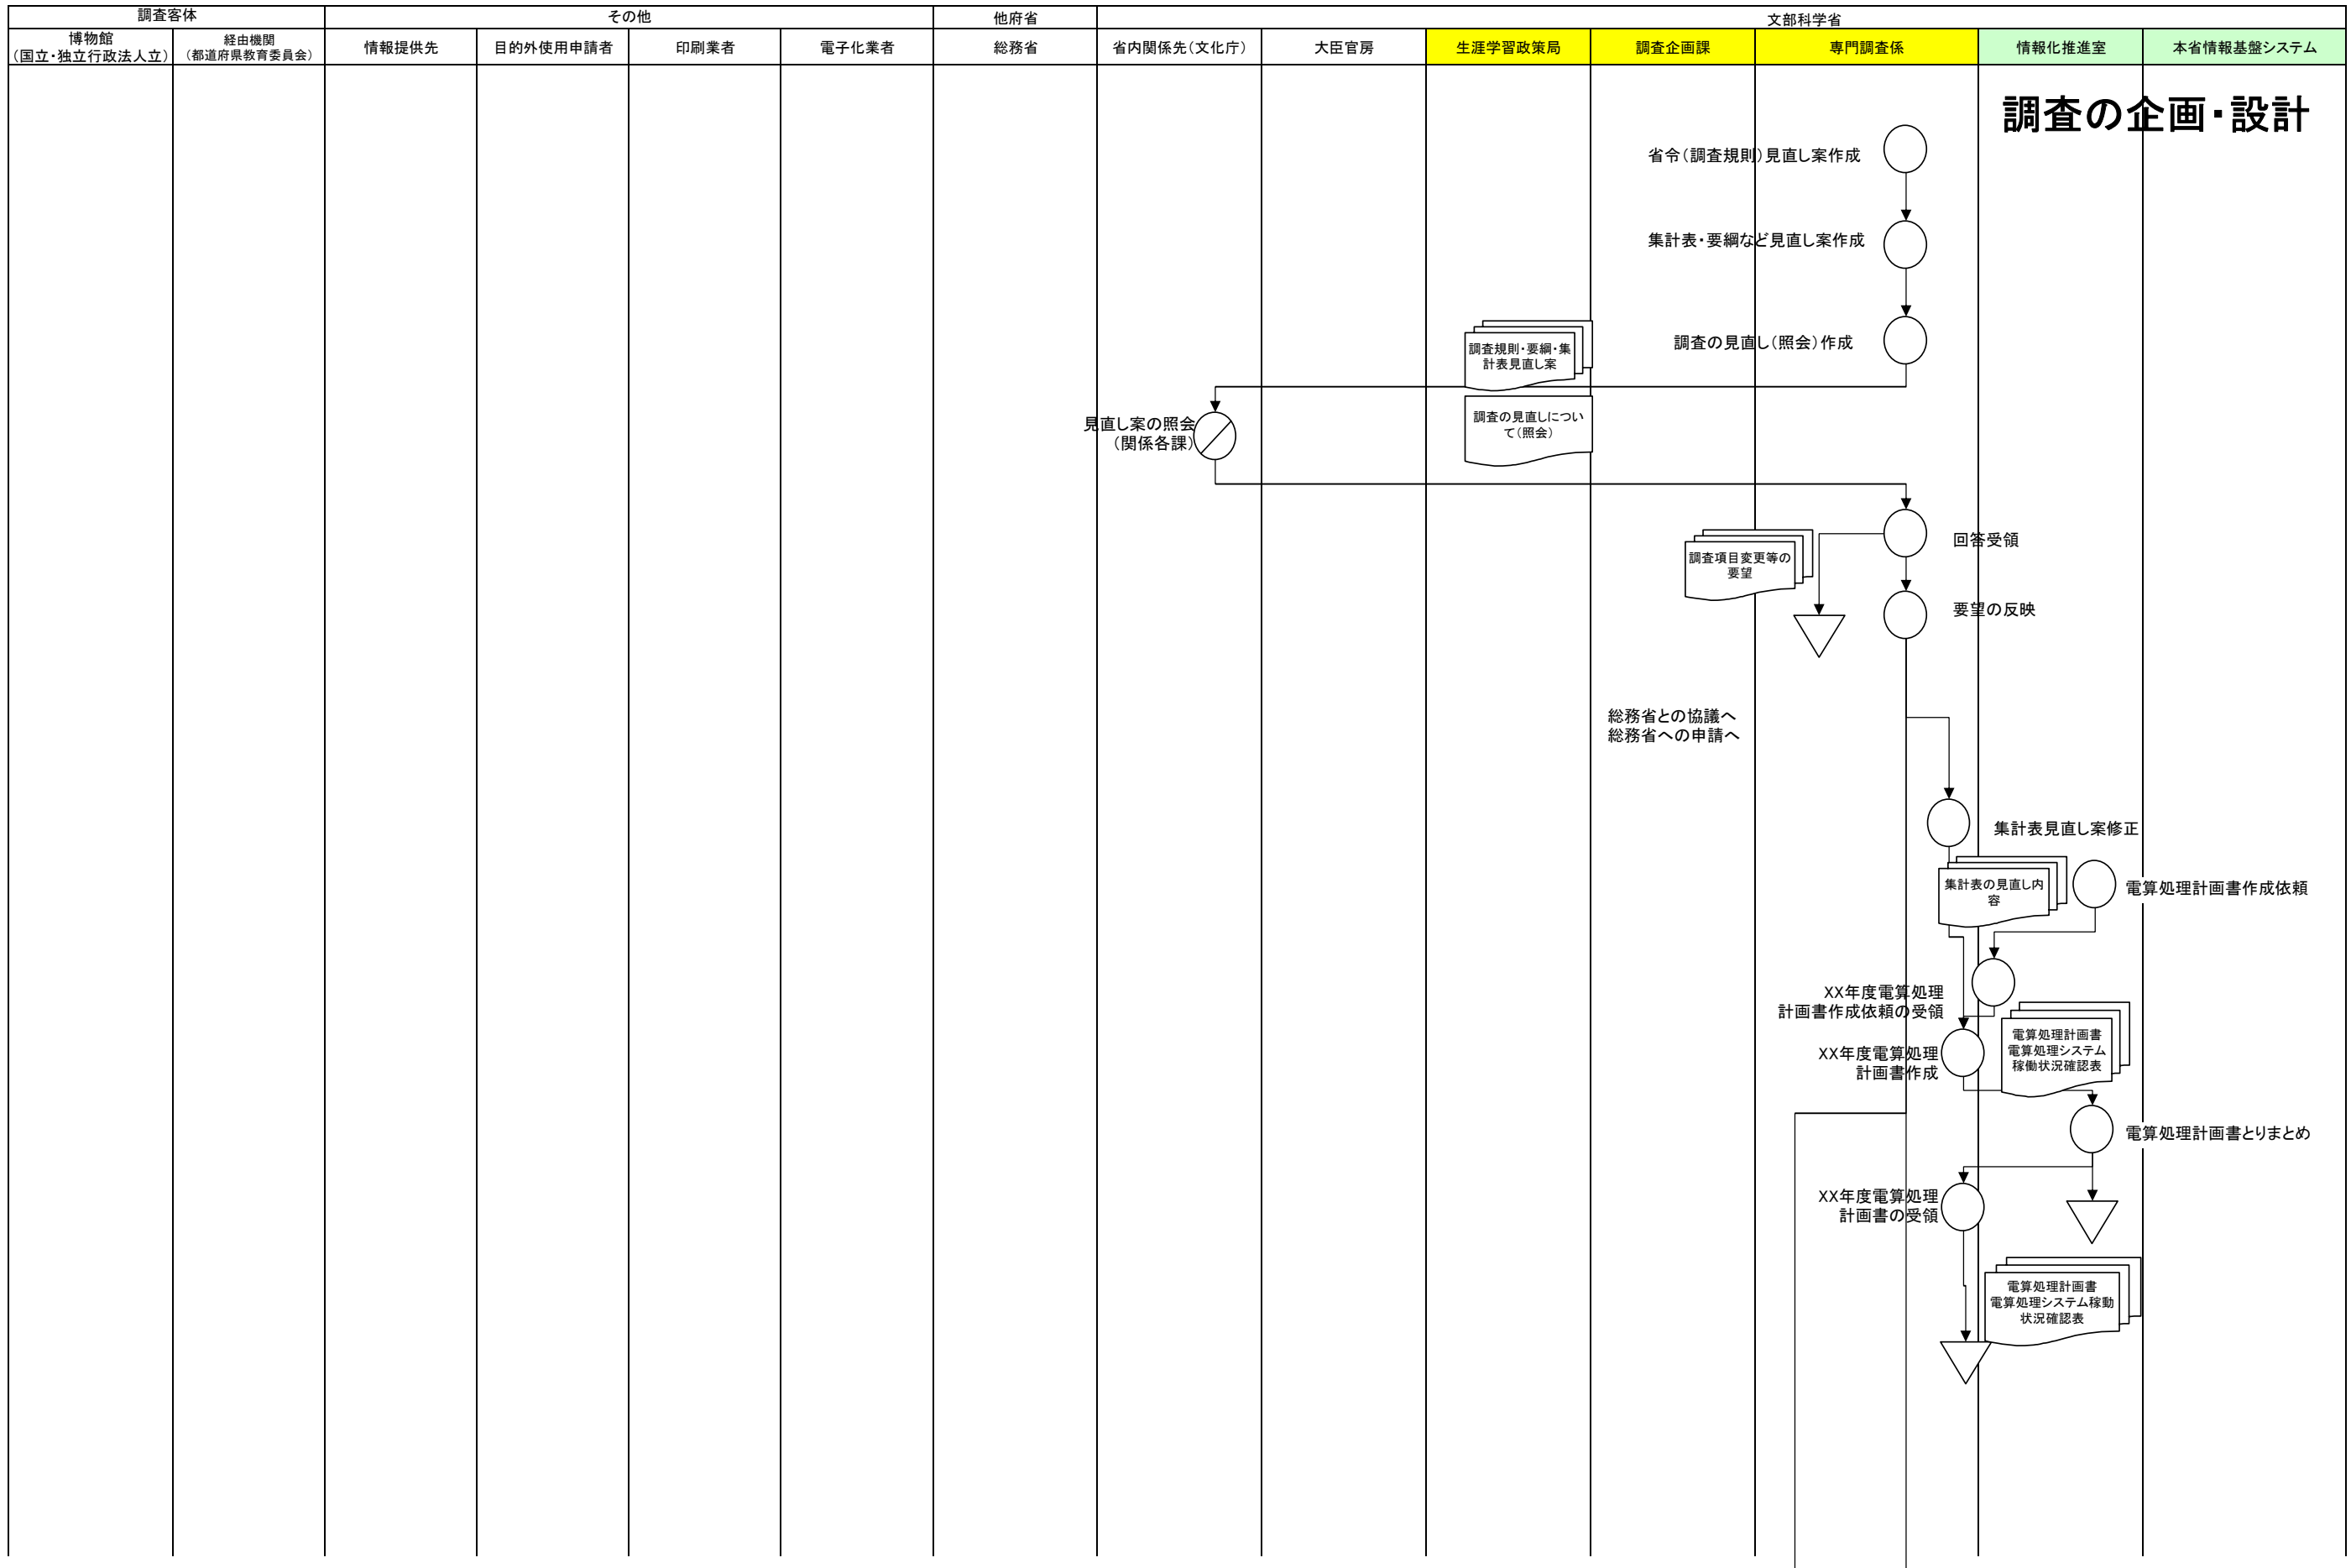 調査客体
その他
他府省
文部科学省
博物館
（国立・独立行政法人立）
経由機関
（都道府県教育委員会）
情報提供先
目的外使用申請者
印刷業者
電子化業者
総務省
省内関係先（文化庁）
大臣官房
生涯学習政策局
調査企画課
専門調査係
情報化推進室
本省情報基盤システム
調査の企画・設計
省令（調査規則）見直し案作成
集計表・要綱など見直し案作成
調査の見直し（照会）作成
調査規則・要綱・集
計表見直し案
調査の見直しについ
て（照会）
見直し案の照会
（関係各課）
回答受領
調査項目変更等の
要望
要望の反映
総務省との協議へ
総務省への申請へ
集計表見直し案修正
集計表の見直し内
容
電算処理計画書作成依頼
XX年度電算処理
計画書作成依頼の受領
XX年度電算処理
計画書作成
電算処理計画書
電算処理システム
稼働状況確認表
電算処理計画書とりまとめ
XX年度電算処理
計画書の受領
電算処理計画書
電算処理システム稼動
状況確認表